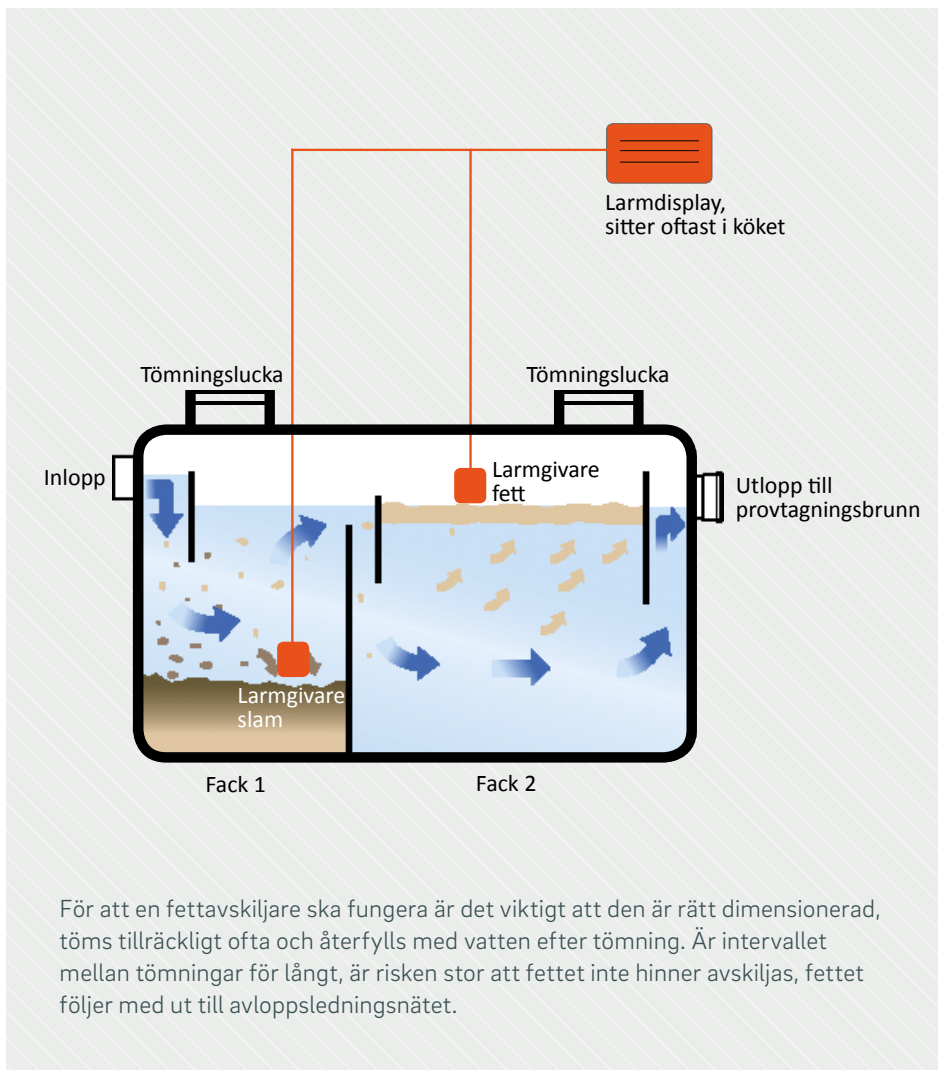 Larmdisplay,
sitter oftast i köket
Tömningslucka
Tömningslucka
Inlopp
Larmgivare
fett
Utlopp till
provtagningsbrunn
Larmgivare
slam
Fack 1
Fack 2
För att en fettavskiljare ska fungera är det viktigt att den är rätt dimensionerad,
töms tillräckligt ofta och återfylls med vatten efter tömning. Är intervallet
mellan tömningar för långt, är risken stor att fettet inte hinner avskiljas, fettet
följer med ut till avloppsledningsnätet.